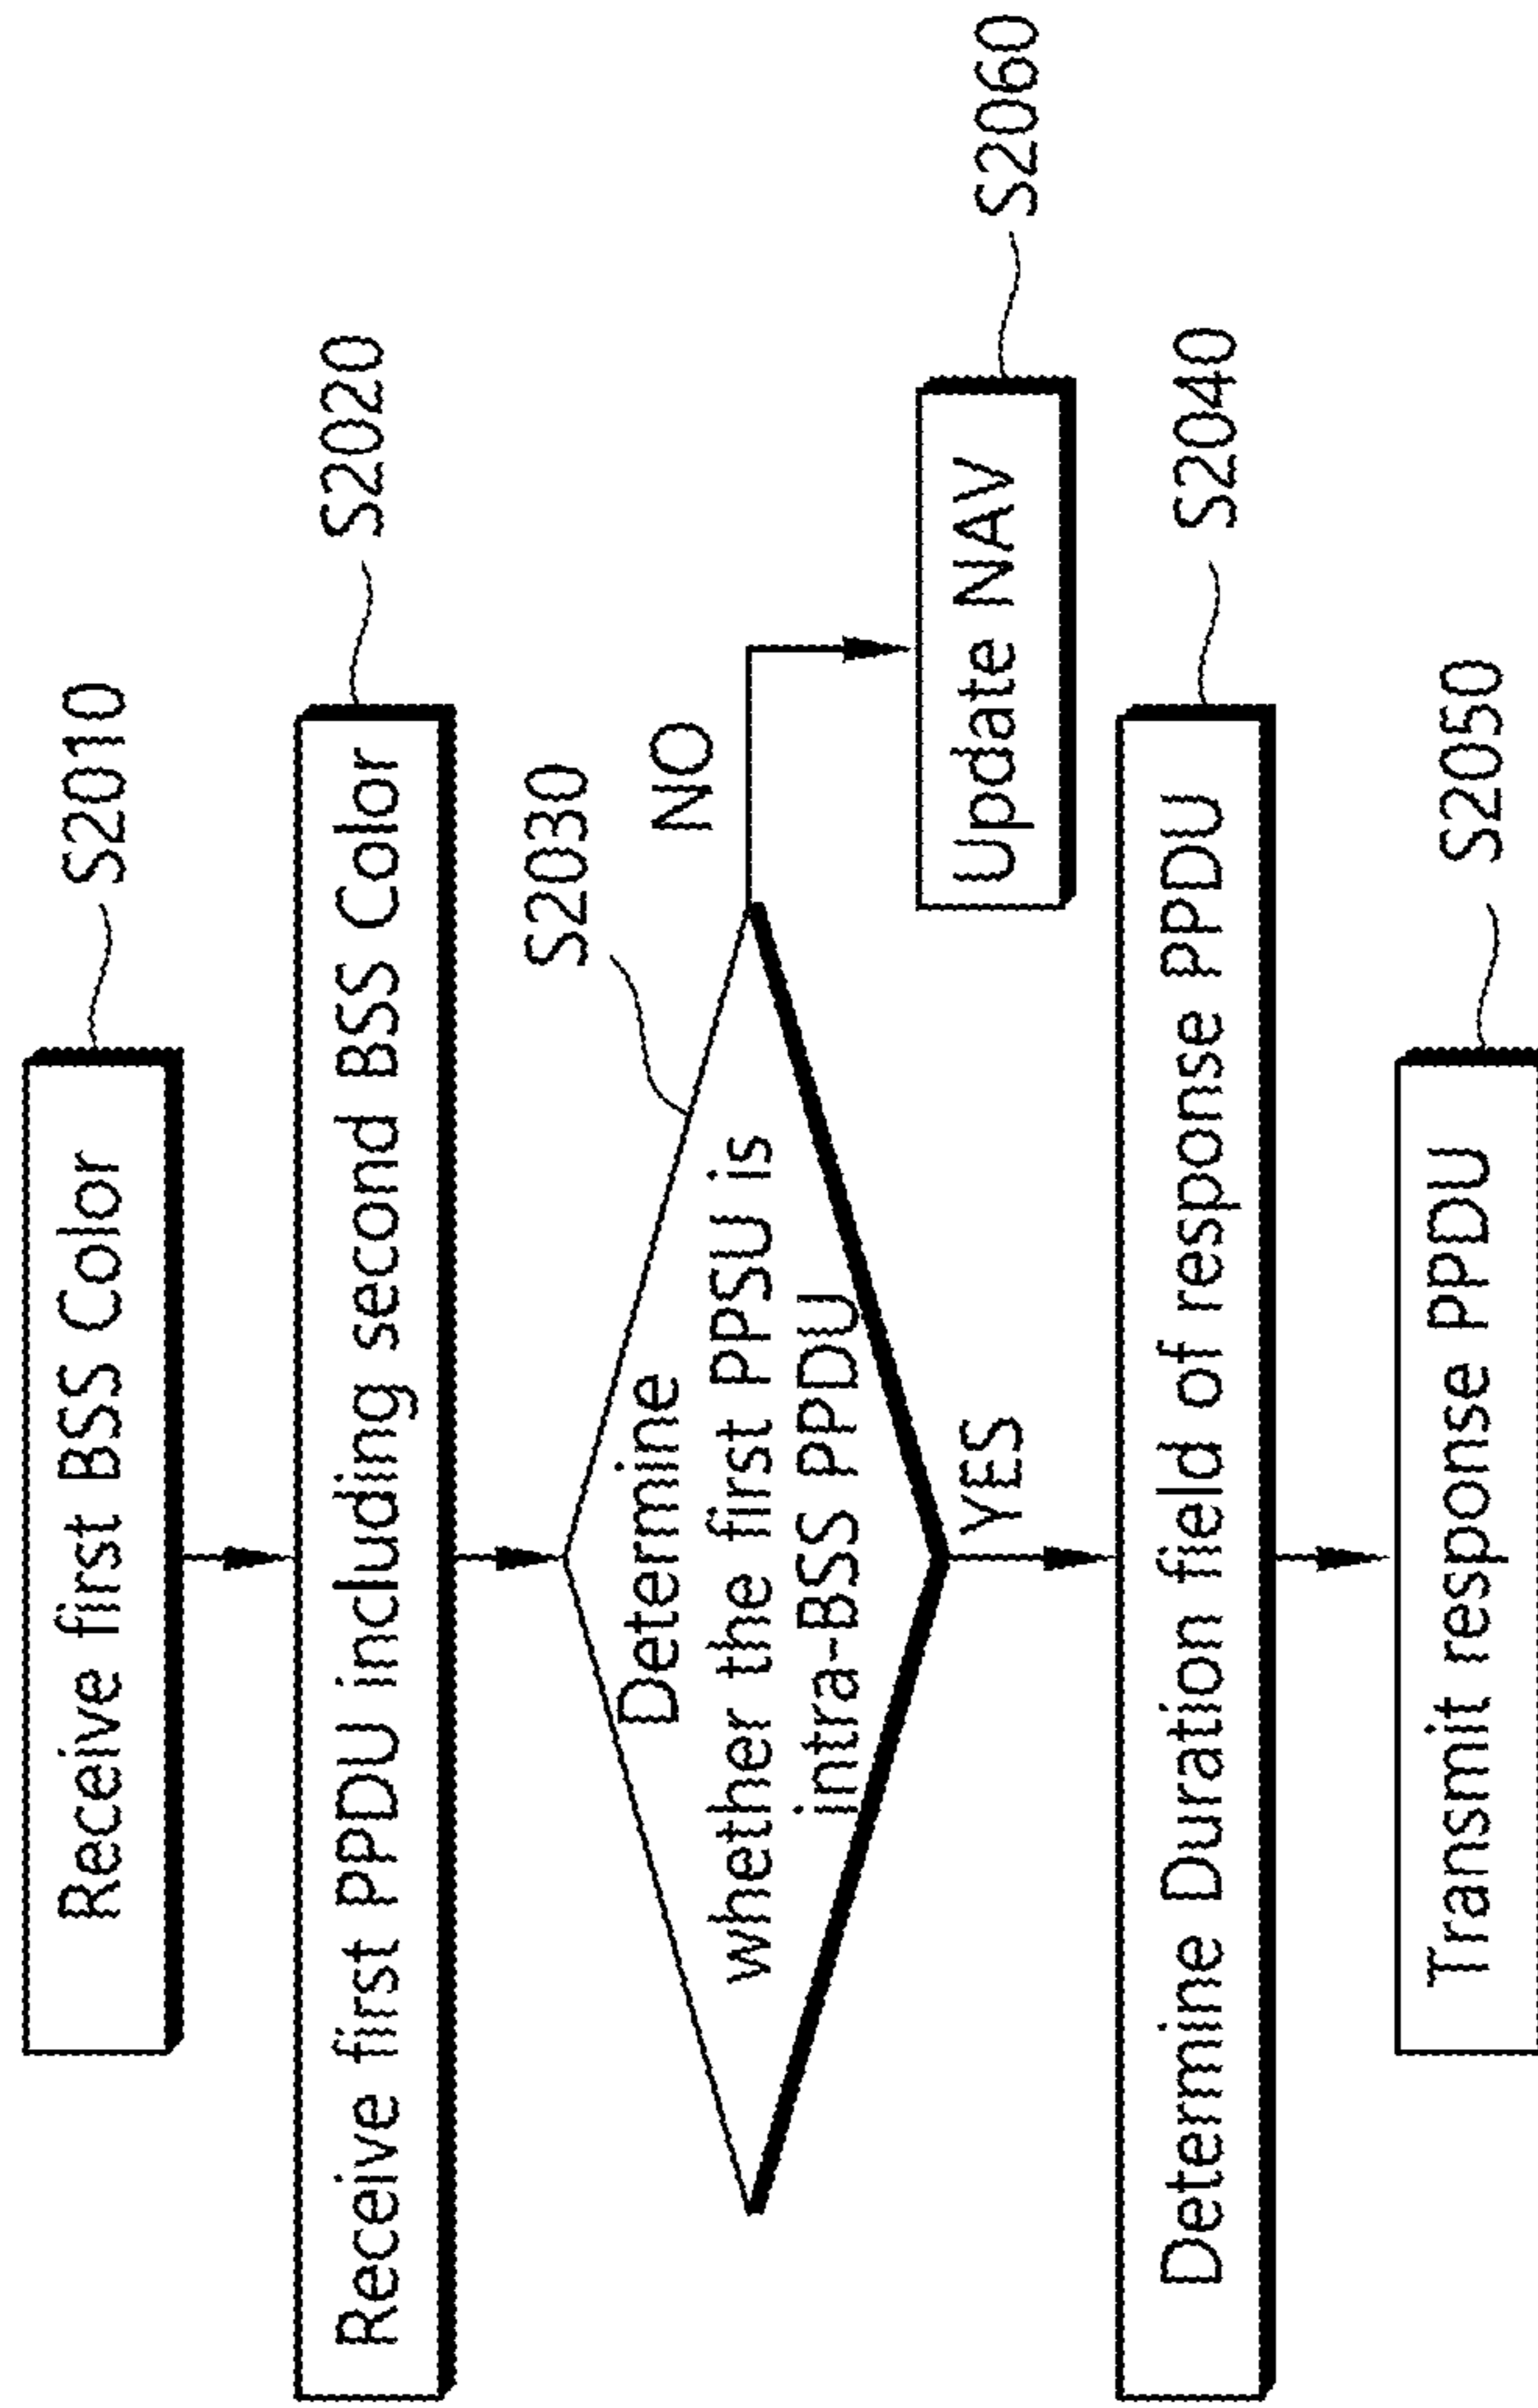 Receive first BSS Color
S2010
Receive first PPDU including second BSS Color
S2020
S2030
Determine
whether the first PPSU is
intra-BSS PPDU
NO
YES
Update NAV
S2060
Determine Duration field of response PPDU
S2040
Transmit response PPDU
S2050